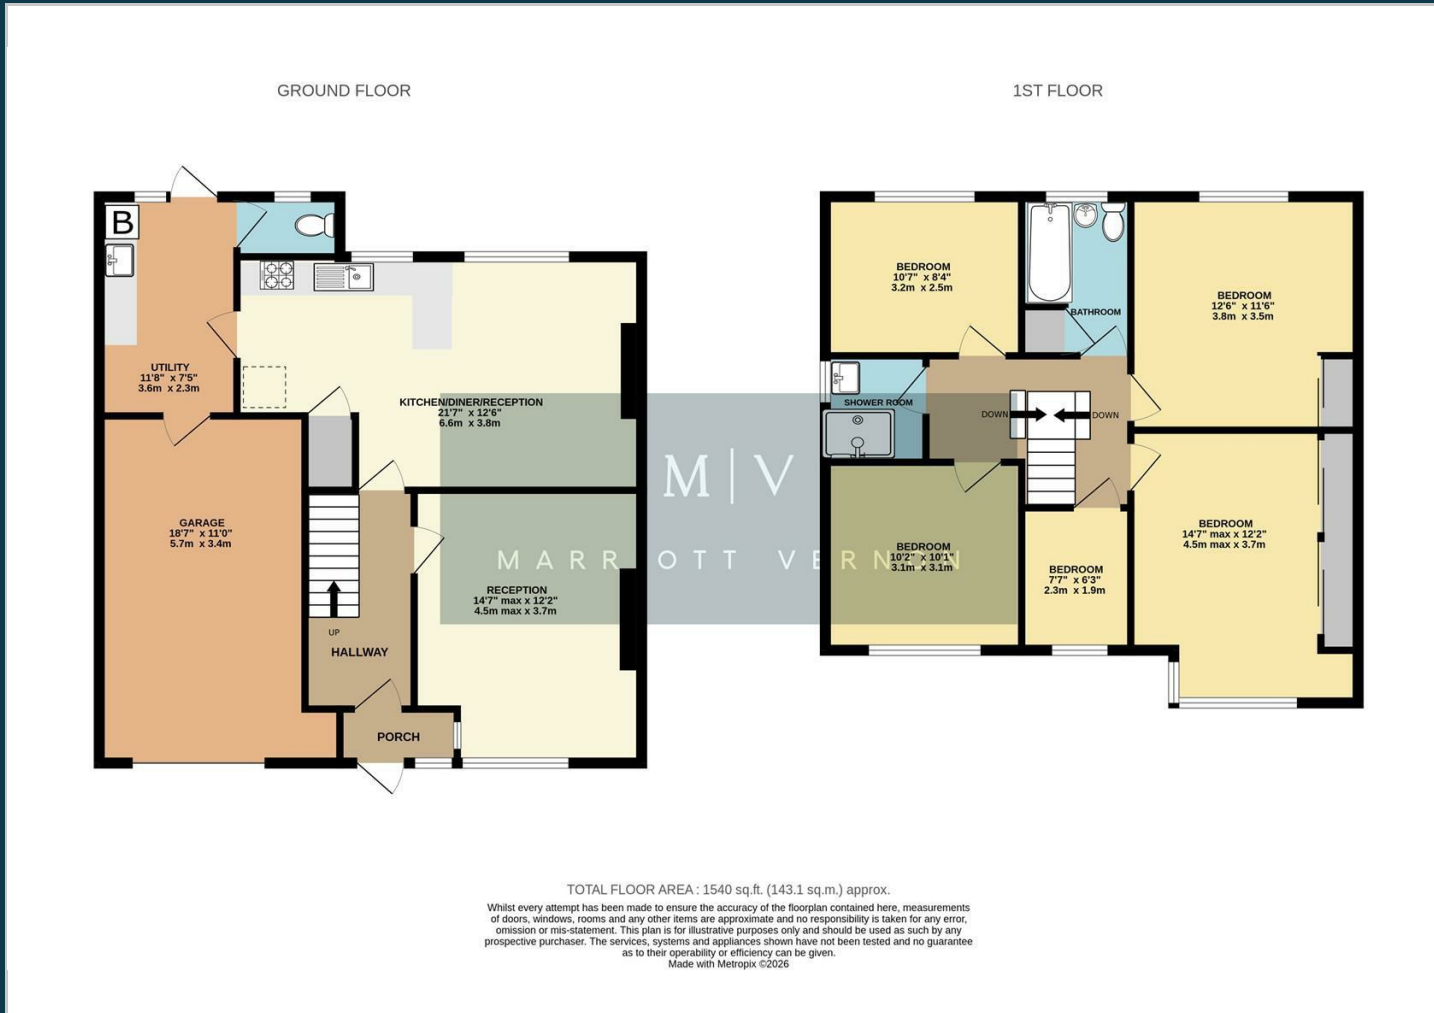 GROUND FLOOR
B
UTILITY
11'8" x 7'5"
3.6m x 2.3m
KITCHEN/DINER/RECEPTION
21'7" x 12'6"
6.6m x 3.8m
GARAGE
18'7" x 11'0"
5.7m x 3.4m
RECEPTION
14'7" max x 12'2"
4.5m max x 3.7m
UP
HALLWAY
PORCH
1ST FLOOR
BEDROOM
10'7" x 8'4"
3.2m x 2.5m
BATHROOM
BEDROOM
12'6" x 11'6"
3.8m x 3.5m
SHOWER ROOM
DOWN
DOWN
BEDROOM
10'2" x 10'1"
3.1m x 3.1m
BEDROOM
7'7" x 6'3"
2.3m x 1.9m
BEDROOM
14'7" max x 12'2"
4.5m max x 3.7m
M|V
MARRIOTT VERNON
TOTAL FLOOR AREA : 1540 sq.ft. (143.1 sq.m.) approx.
Whilst every attempt has been made to ensure the accuracy of the floorplan contained here, measurements
of doors, windows, rooms and any other items are approximate and no responsibility is taken for any error,
omission or mis-statement. This plan is for illustrative purposes only and should be used as such by any
prospective purchaser. The services, systems and appliances shown have not been tested and no guarantee
as to their operability or efficiency can be given.
Made with Metropix ©2026